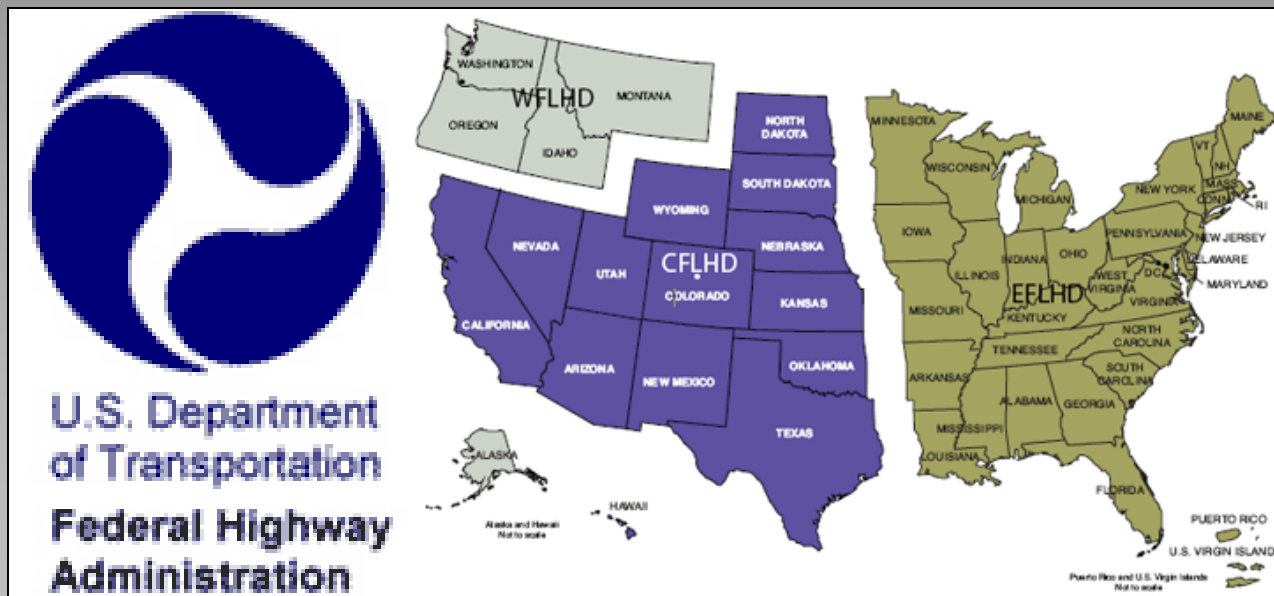 U.S. Department
of Transportation
Federal Highway
Administration
WASHINGTON
WFLHD
MONTANA
OREGON
IDAHO
ALASKA
Alaska and Hawaii
Not to scale
HAWAII
NORTH
DAKOTA
SOUTH DAKOTA
WYOMING
NEBRASKA
NEVADA
UTAH
CFLHD
COLORADO
KANSAS
CALIFORNIA
ARIZONA
NEW MEXICO
OKLAHOMA
TEXAS
MINNESOTA
WISCONSIN
MICHIGAN
IOWA
ILLINOIS
INDIANA
OHIO
MISSOURI
EFLHD
KENTUCKY
WEST
VIRGINIA
VIRGINIA
DC
MAINE
VT
NH
MASS
CONN
RI
NEW YORK
PENNSYLVANIA
NEW JERSEY
DELAWARE
MARYLAND
TENNESSEE
NORTH
CAROLINA
SOUTH
CAROLINA
ARKANSAS
MISSISSIPPI
ALABAMA
GEORGIA
LOUISIANA
FLORIDA
PUERTO RICO
U.S. VIRGIN ISLAND
Puerto Rico and U.S. Virgin Islands
Not to scale